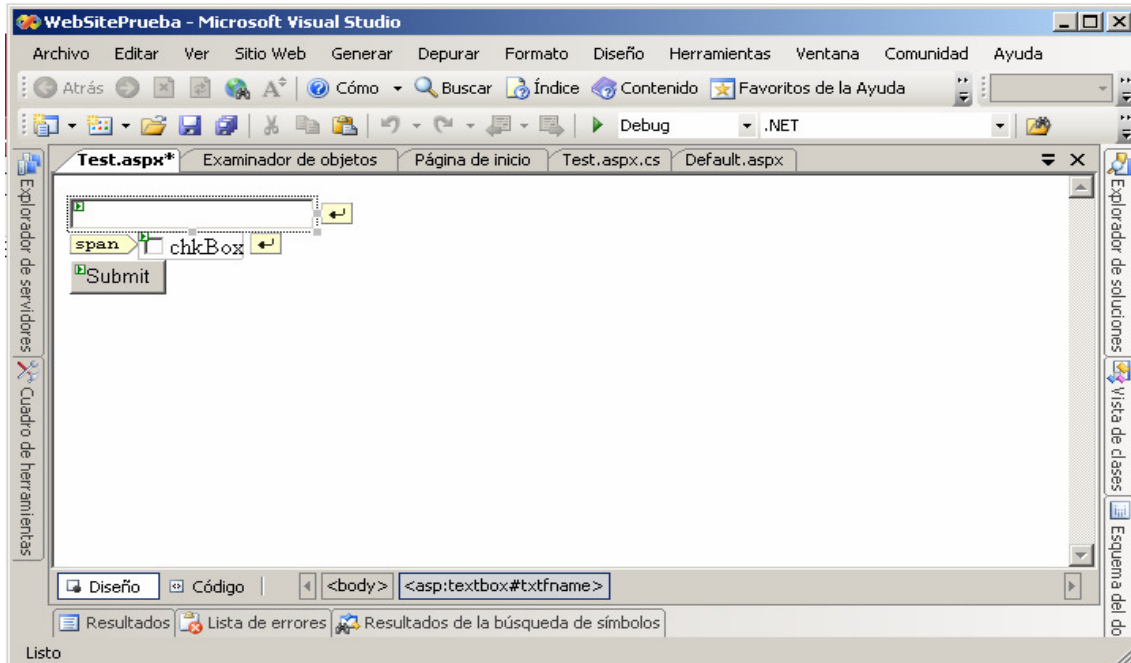 WebSitePrueba - Microsoft Visual Studio
Archivo Editar Ver Sitio Web Generar Depurar Formato Diseño Herramientas Ventana Comunidad Ayuda
Atrás Cómo Buscar Índice Contenido Favoritos de la Ayuda
Debug .NET
Test.aspx* Examinador de objetos Página de inicio Test.aspx.cs Default.aspx
Explorador de servidores
Cuadro de herramientas
span chkBox
Submit
Explorador de soluciones
Vista de clases
Esquema del do
Diseño Código <body> <asp:textbox#txtfname>
Resultados Lista de errores Resultados de la búsqueda de símbolos
Listo